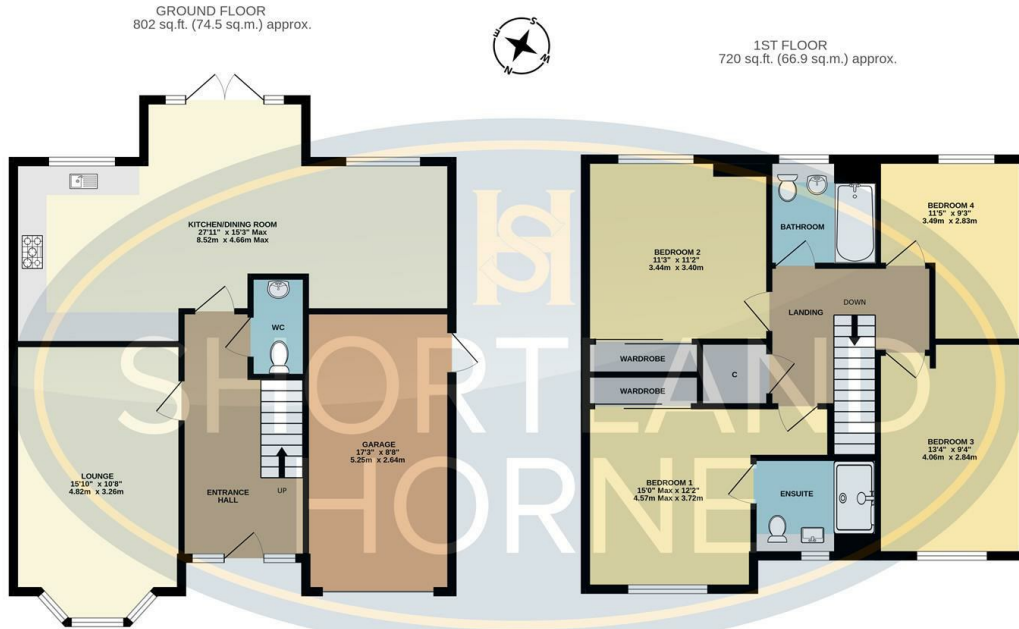 GROUND FLOOR
802 sq.ft. (74.5 sq.m.) approx.
S
E
W
N
1ST FLOOR
720 sq.ft. (66.9 sq.m.) approx.
KITCHEN/DINING ROOM
27'11" x 15'3" Max
8.52m x 4.66m Max
WC
LOUNGE
15'10" x 10'8"
4.82m x 3.26m
ENTRANCE
HALL
UP
GARAGE
17'3" x 8'8"
5.25m x 2.64m
BEDROOM 2
11'3" x 11'2"
3.44m x 3.40m
BATHROOM
BEDROOM 4
11'5" x 9'3"
3.49m x 2.83m
LANDING
DOWN
WARDROBE
C
WARDROBE
BEDROOM 1
15'0" Max x 12'2"
4.57m Max x 3.72m
ENSUITE
BEDROOM 3
13'4" x 9'4"
4.06m x 2.84m
HS
SHORTLAND
HORNE